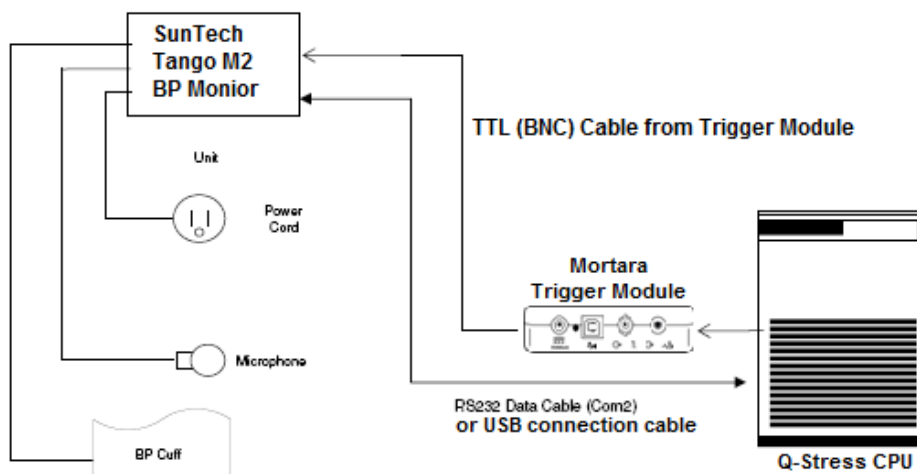 SunTech
Tango M2
BP Monior
TTL (BNC) Cable from Trigger Module
Unit
Power
Cord
Mortara
Trigger Module
Microphone
RS232 Data Cable (Com2)
or USB connection cable
BP Cuff
Q-Stress CPU